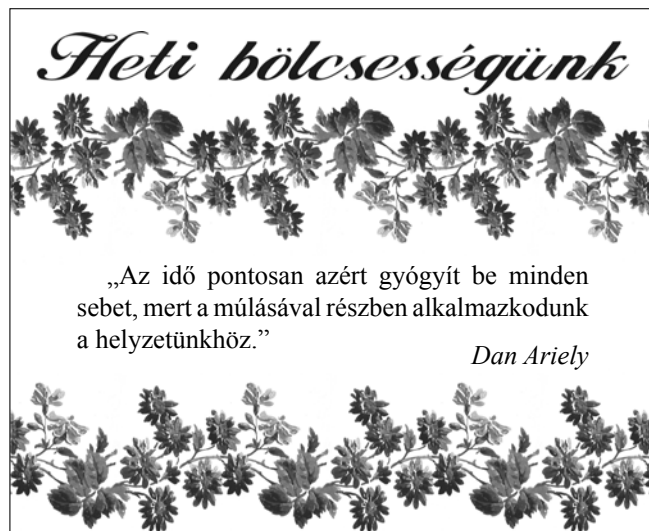 Heti bölcsességünk
„Az idő pontosan azért gyógyít be minden
sebet, mert a múlásával részben alkalmazkodunk
a helyzetünkhöz.”
Dan Ariely